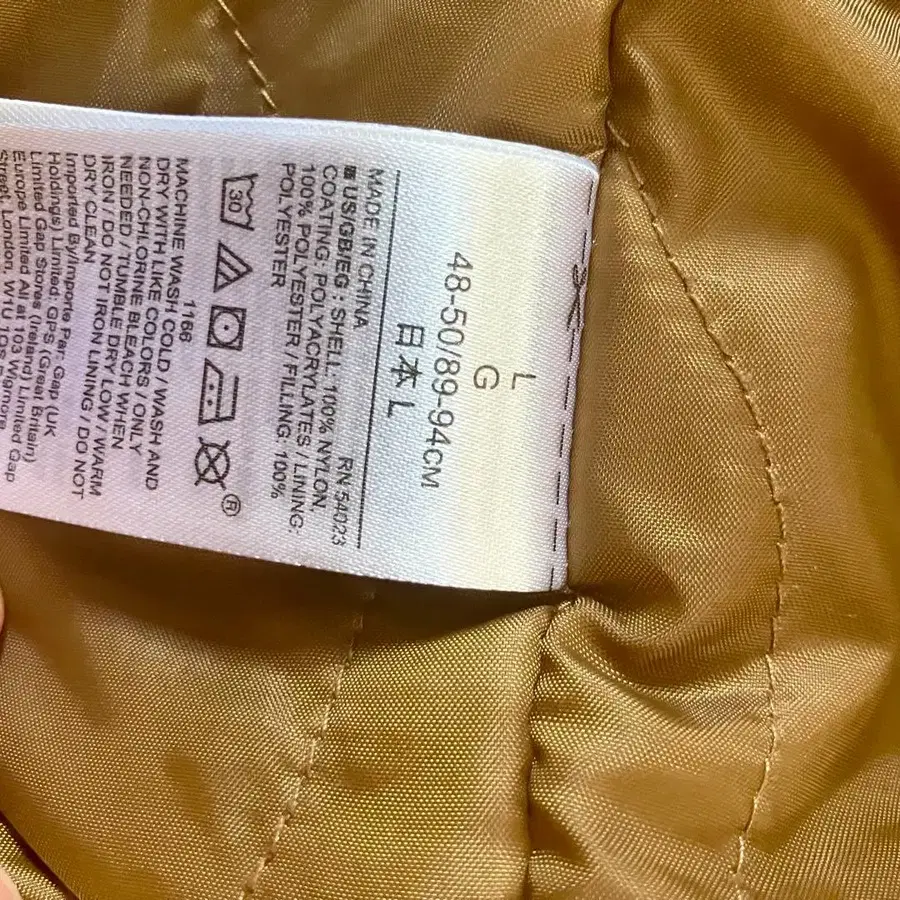 L
G
48-50/89-94CM
日本 L
RN 54023
MADE IN CHINA
US/GB/EG : SHELL: 100% NYLON,
COATING: POLYACRYLATES / LINING:
100% POLYESTER / FILLING: 100%
POLYESTER
30
®
1166
MACHINE WASH COLD / WASH AND
DRY WITH LIKE COLORS / ONLY
NON-CHLORINE BLEACH WHEN
NEEDED / TUMBLE DRY LOW / WARM
IRON / DO NOT IRON LINING / DO NOT
DRY CLEAN
Imported By/Importe Par: Gap (UK
Holdings) Limited: GPS (Great Britain)
Limited Gap Stores (Ireland) Limited Gap
Europe Limited All at 103 Wigmore
Street, London, W1U 1QS